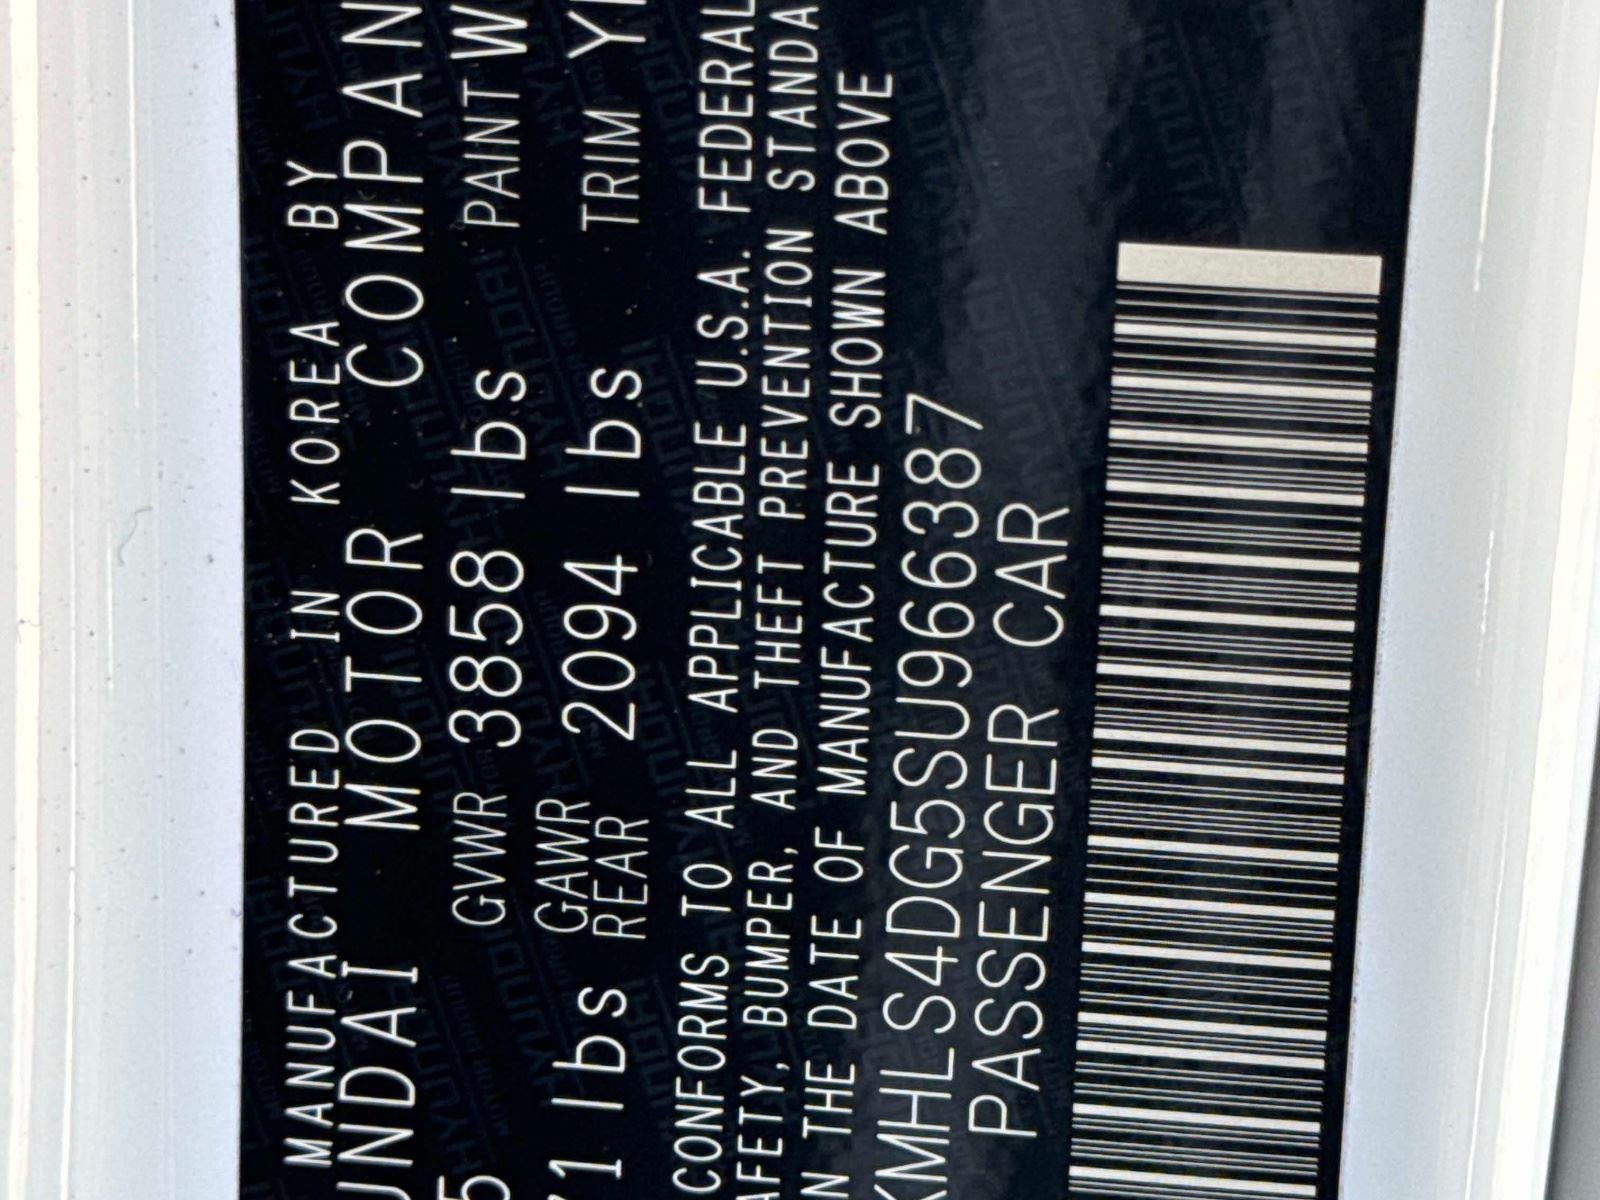 MANUFACTURED IN KOREA BY
UNDAI MOTOR COMPAN
5 GVWR 3858 lbs PAINT W
71 lbs GAWR REAR 2094 lbs TRIM Y
CONFORMS TO ALL APPLICABLE U.S.A. FEDERAL
AFETY, BUMPER, AND THEFT PREVENTION STANDA
N THE DATE OF MANUFACTURE SHOWN ABOVE
KMHLS4DG5SU966387
PASSENGER CAR